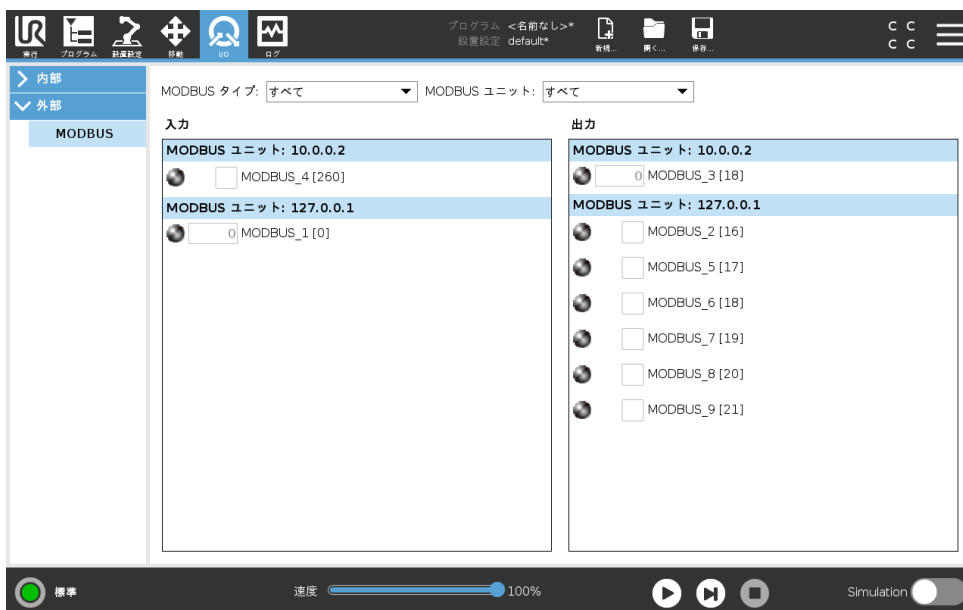 UR
プログラム <名前なし>*
設置設定 default*
C C
C C
実行 プログラム 設置設定 移動 I/O ログ 新規... 開く... 保存...
内部
外部
MODBUS
MODBUS タイプ: すべて MODBUS ユニット: すべて
入力
MODBUS ユニット: 10.0.0.2
MODBUS_4 [260]
MODBUS ユニット: 127.0.0.1
0 MODBUS_1 [0]
出力
MODBUS ユニット: 10.0.0.2
0 MODBUS_3 [18]
MODBUS ユニット: 127.0.0.1
MODBUS_2 [16]
MODBUS_5 [17]
MODBUS_6 [18]
MODBUS_7 [19]
MODBUS_8 [20]
MODBUS_9 [21]
標準 速度 100% Simulation